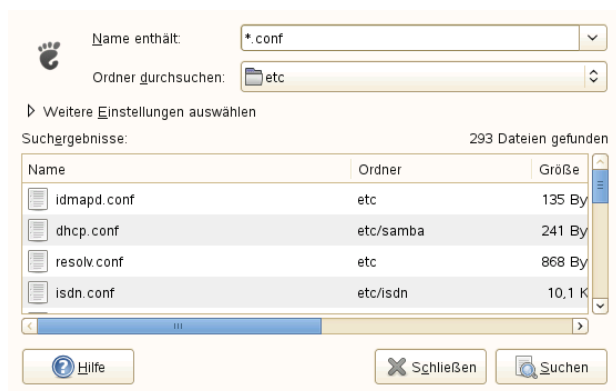 Name enthält: *.conf
Ordner durchsuchen: etc
Weitere Einstellungen auswählen
Suchergebnisse: 293 Dateien gefunden
Name Ordner Größe
idmapd.conf etc 135 By
dhcp.conf etc/samba 241 By
resolv.conf etc 868 By
isdn.conf etc/isdn 10,1 K
Hilfe Schließen Suchen